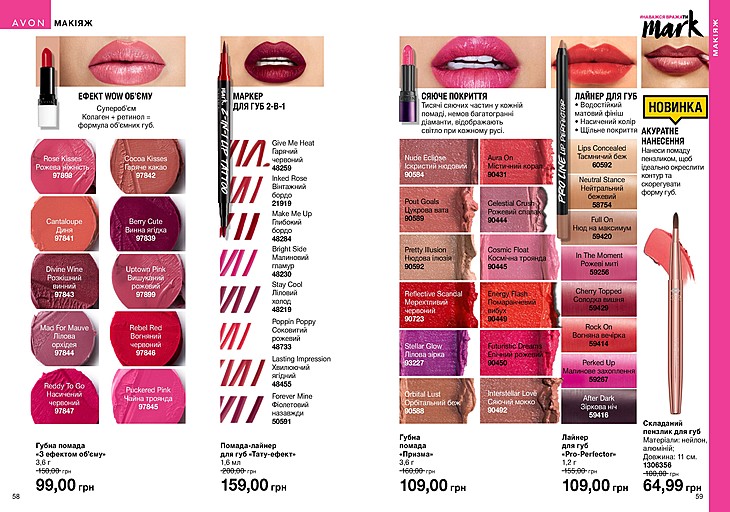 AVON МАКІЯЖ
ЕФЕКТ WOW ОБ'ЄМУ
Суперобʼєм
Колаген + ретинол =
формула об'ємних губ.
Rose Kisses
Рожева ніжність
97898
Cocoa Kisses
Гаряче какао
97842
Cantaloupe
Диня
97841
Berry Cute
Винна ягідка
97839
Divine Wine
Розкішний
винний
97843
Uptown Pink
Вишуканий
рожевий
97899
Mad For Mauve
Лілова
орхідея
97844
Rebel Red
Вогняний
червоний
97846
Reddy To Go
Насичений
червоний
97847
Puckered Pink
Чайна троянда
97845
Губна помада
«З ефектом об'єму»
3,6 г
150,00 грн
99,00 грн
58
МАРКЕР
ДЛЯ ГУБ 2-В-1
Give Me Heat
Гарячий
червоний
48259
Inked Rose
Вінтажний
бордо
21919
Make Me Up
Глибокий
бордо
48284
Bright Side
Малиновий
гламур
48230
Stay Cool
Ліловий
холод
48219
Poppin Poppy
Соковитий
рожевий
48733
Lasting Impression
Хвилюючий
ягідний
48455
Forever Mine
Фіолетовий
назавжди
50591
Помада-лайнер
для губ «Тату-ефект»
1,6 мл
200,00 грн
159,00 грн
СЯЮЧЕ ПОКРИТТЯ
Тисячі сяючих частин у кожній
помаді, немов багатогранні
діаманти, відображають
світло при кожному русі.
Nude Eclipse
Іскристий нюдовий
90584
Aura On
Містичний корал
90431
Pout Goals
Цукрова вата
90589
Celestial Crush
Рожевий спалах
90444
Pretty Illusion
Нюдова ілюзія
90592
Cosmic Float
Космічна троянда
90445
Reflective Scandal
Мерехтливий
червоний
90723
Energy Flash
Помаранчевий
вибух
90449
Stellar Glow
Лілова зірка
93227
Futuristic Dreams
Епічний рожевий
90450
Orbital Lust
Орбітальний беж
90588
Interstellar Love
Сяючий мокко
90492
Губна
помада
«Призма»
3,6 г
160,00 грн
109,00 грн
ЛАЙНЕР ДЛЯ ГУБ
• Водостійкий
матовий фініш
• Насичений колір
• Щільне покриття
PRO LINE LIP PERFECTOR
Lips Concealed
Таємничий беж
60592
Neutral Stance
Нейтральний
бежевий
58754
Full On
Нюд на максимум
59420
In The Moment
Рожеві миті
59256
Cherry Topped
Солодка вишня
59429
Rock On
Вогняна вечірка
59414
Perked Up
Малинове захоплення
59267
After Dark
Зіркова ніч
59416
Лайнер
для губ
«Pro-Perfector»
1,2 г
155,00 грн
109,00 грн
#НАВАЖСЯ ВРАЖАТИ
mark
МАКІЯЖ
НОВИНКА
АКУРАТНЕ
НАНЕСЕННЯ
Нанеси помаду
пензликом, щоб
ідеально окреслити
контур та
скорегувати
форму губ.
Складаний
пензлик для губ
Матеріали: нейлон,
алюміній;
Довжина: 11 см.
1306356
100,00 грн
64,99 грн
59